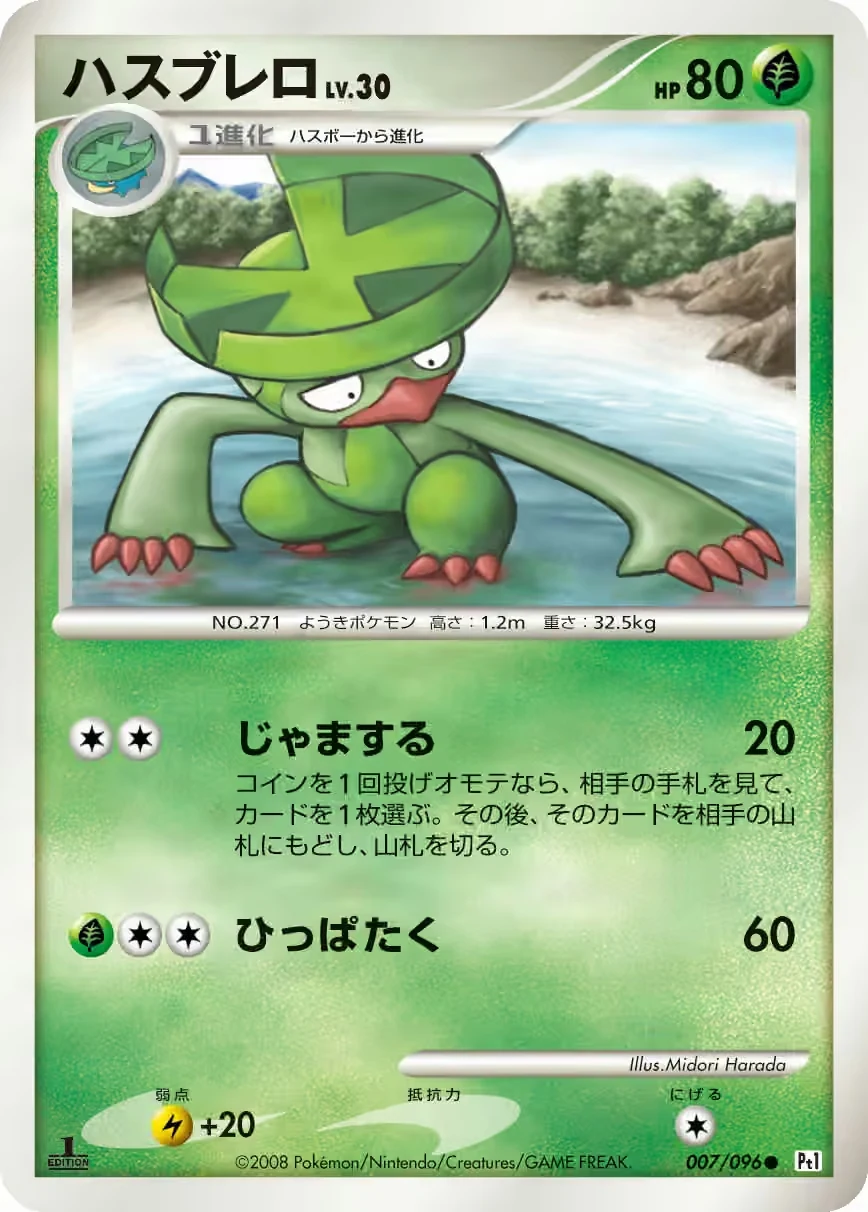 ハスブレロ LV.30 HP 80
1進化 ハスボーから進化
NO.271 ようきポケモン 高さ：1.2m 重さ：32.5kg
じゃまする 20
コインを1回投げオモテなら、相手の手札を見て、
カードを1枚選ぶ。その後、そのカードを相手の山
札にもどし、山札を切る。
ひっぱたく 60
Illus.Midori Harada
弱点 抵抗力 にげる
+20
1 EDITION ©2008 Pokémon/Nintendo/Creatures/GAME FREAK. 007/096● Pt1